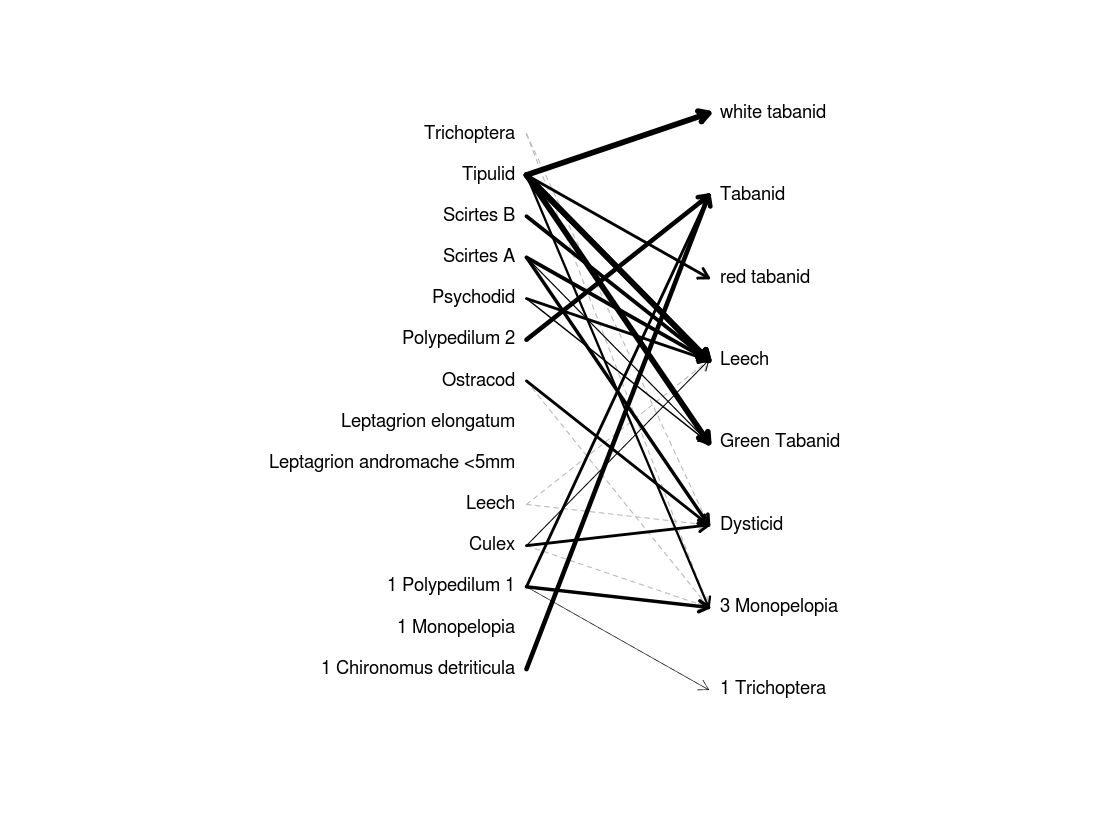 Trichoptera
Tipulid
Scirtes B
Scirtes A
Psychodid
Polypedilum 2
Ostracod
Leptagrion elongatum
Leptagrion andromache <5mm
Leech
Culex
1 Polypedilum 1
1 Monopelopia
1 Chironomus detriticula
white tabanid
Tabanid
red tabanid
Leech
Green Tabanid
Dysticid
3 Monopelopia
1 Trichoptera